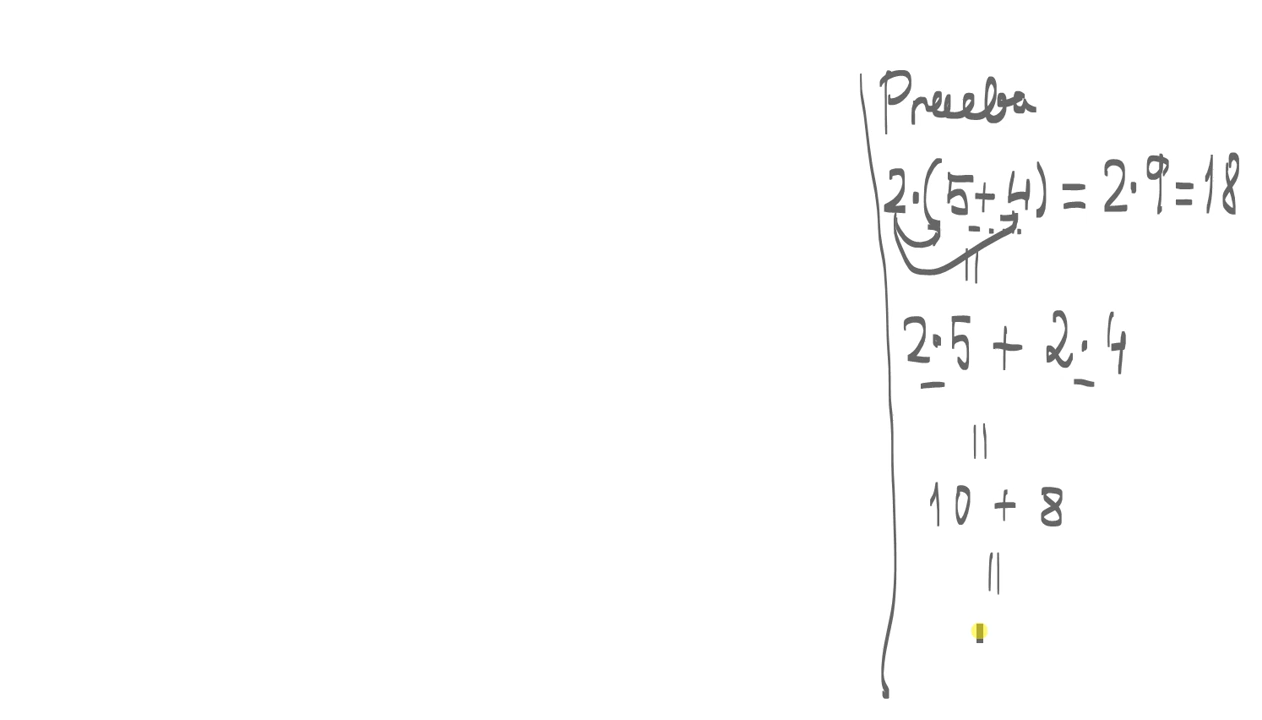 Prueba
2·(5+4) = 2·9 = 18
||
2·5 + 2·4
||
10 + 8
||